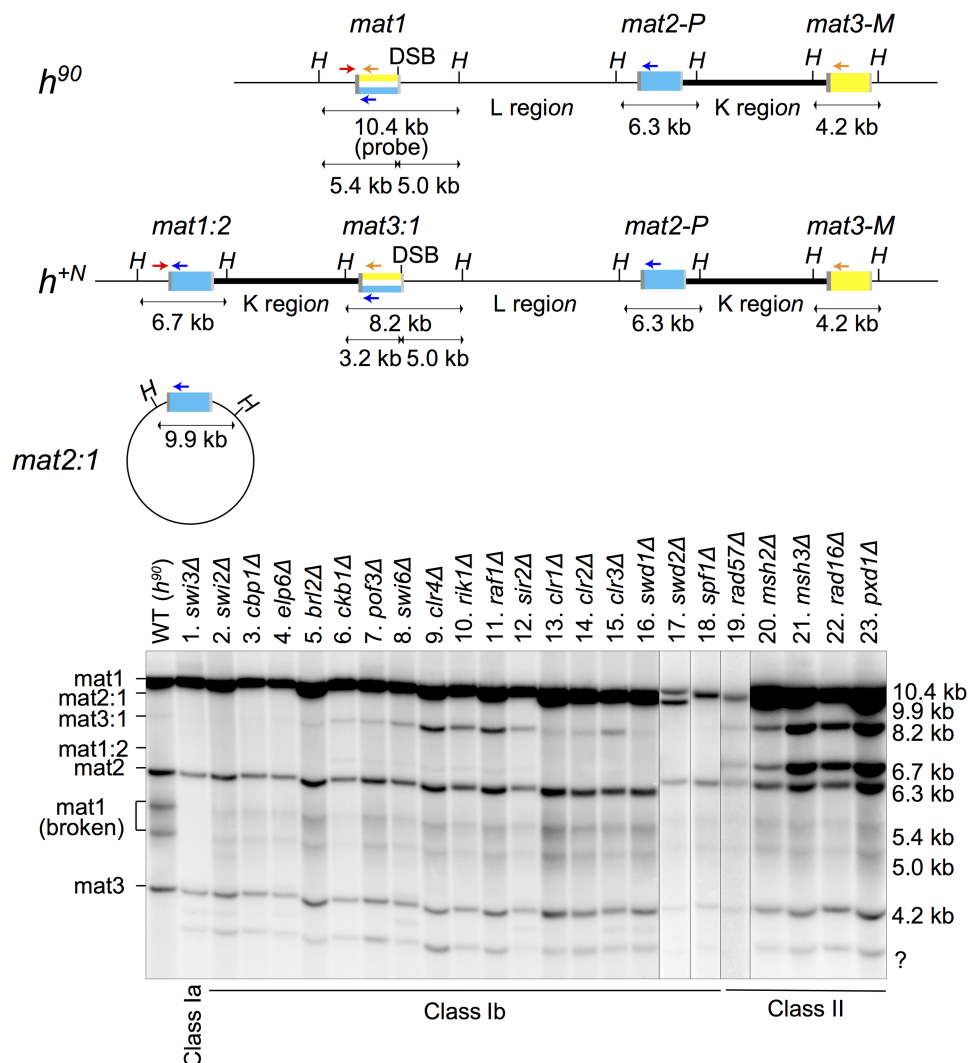 mat1 mat2-P mat3-M
H DSB H H H H H
h90
10.4 kb
(probe)
L region
6.3 kb
K region
4.2 kb
5.4 kb 5.0 kb
mat1:2 mat3:1 mat2-P mat3-M
H H H DSB H H H H H
h+N
6.7 kb
K region
8.2 kb
L region
6.3 kb
K region
4.2 kb
3.2 kb 5.0 kb
H H
9.9 kb
mat2:1
WT (h90)
1. swi3Δ
2. swi2Δ
3. cbp1Δ
4. elp6Δ
5. brl2Δ
6. ckb1Δ
7. pof3Δ
8. swi6Δ
9. clr4Δ
10. rik1Δ
11. raf1Δ
12. sir2Δ
13. clr1Δ
14. clr2Δ
15. clr3Δ
16. swd1Δ
17. swd2Δ
18. spf1Δ
19. rad57Δ
20. msh2Δ
21. msh3Δ
22. rad16Δ
23. pxd1Δ
mat1
mat2:1
mat3:1
mat1:2
mat2
mat1
(broken)
mat3
10.4 kb
9.9 kb
8.2 kb
6.7 kb
6.3 kb
5.4 kb
5.0 kb
4.2 kb
?
Class Ia
Class Ib
Class II